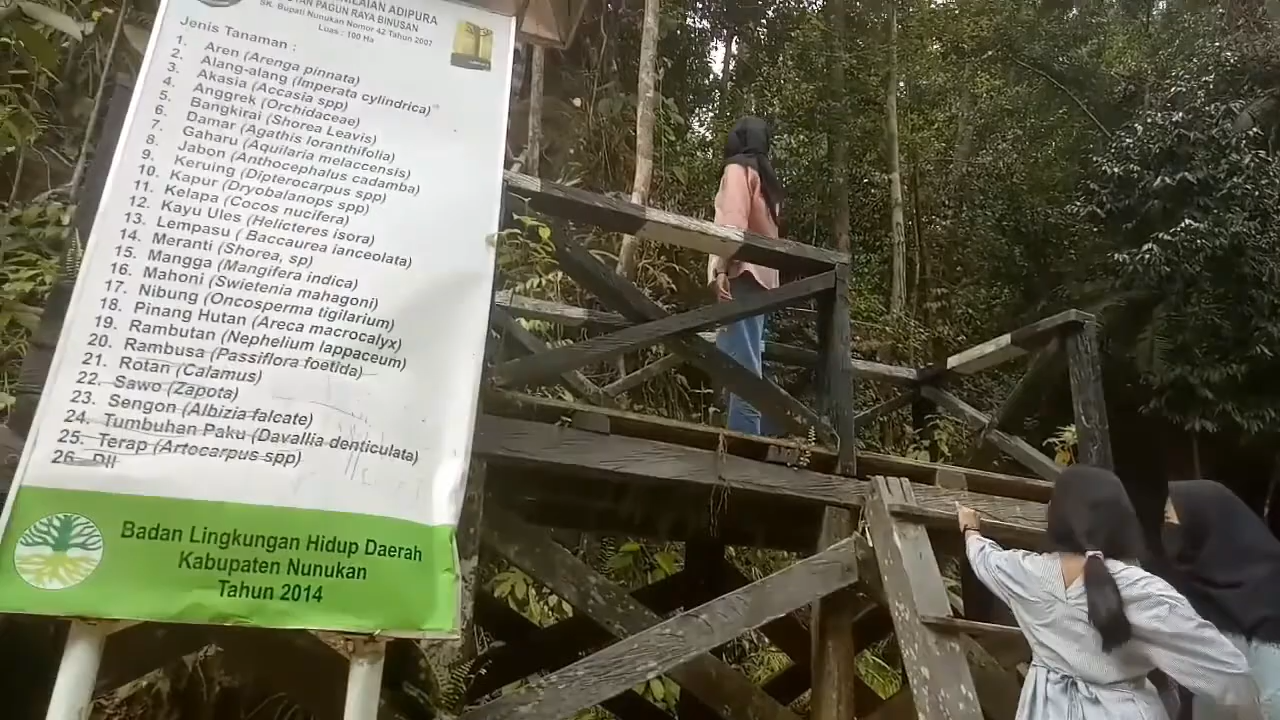 NILAIAN ADIPURA
UTAN PAGUN RAYA BINUSAN
SK. Bupati Nunukan Nomor 42 Tahun 2007
Luas : 100 Ha
Jenis Tanaman :
1. Aren (Arenga pinnata)
2. Alang-alang (Imperata cylindrica)
3. Akasia (Accasia spp)
4. Anggrek (Orchidaceae)
5. Bangkirai (Shorea Leavis)
6. Damar (Agathis loranthifolia)
7. Gaharu (Aquilaria melaccensis)
8. Jabon (Anthocephalus cadamba)
9. Keruing (Dipterocarpus spp)
10. Kapur (Dryobalanops spp)
11. Kelapa (Cocos nucifera)
12. Kayu Ules (Helicteres isora)
13. Lempasu ( Baccaurea lanceolata)
14. Meranti (Shorea, sp)
15. Mangga (Mangifera indica)
16. Mahoni (Swietenia mahagoni)
17. Nibung (Oncosperma tigilarium)
18. Pinang Hutan (Areca macrocalyx)
19. Rambutan (Nephelium lappaceum)
20. Rambusa (Passiflora foetida)
21. Rotan (Calamus)
22. Sawo (Zapota)
23. Sengon (Albizia falcate)
24. Tumbuhan Paku (Davallia denticulata)
25. Terap (Artocarpus spp)
26. Dll
Badan Lingkungan Hidup Daerah
Kabupaten Nunukan
Tahun 2014